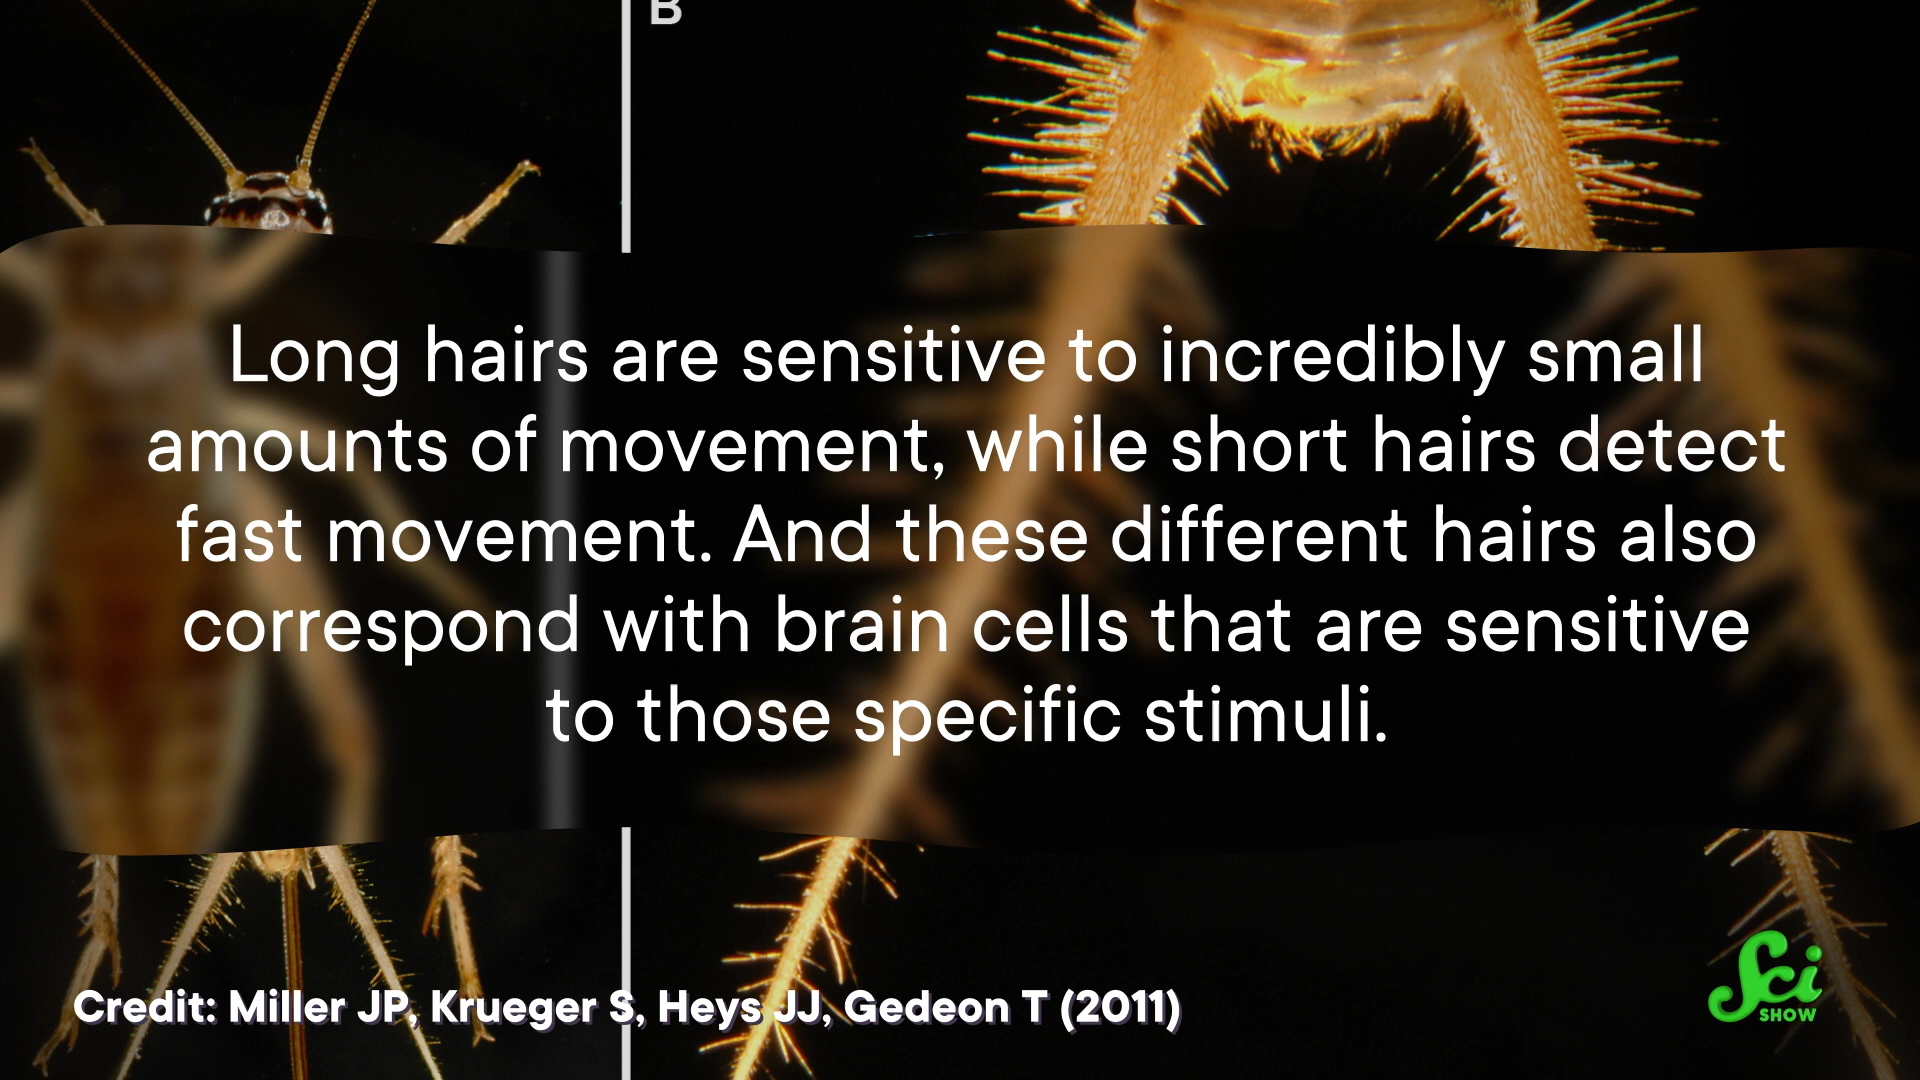 B
Long hairs are sensitive to incredibly small
amounts of movement, while short hairs detect
fast movement. And these different hairs also
correspond with brain cells that are sensitive
to those specific stimuli.
Credit: Miller JP, Krueger S, Heys JJ, Gedeon T (2011)
Sci
SHOW